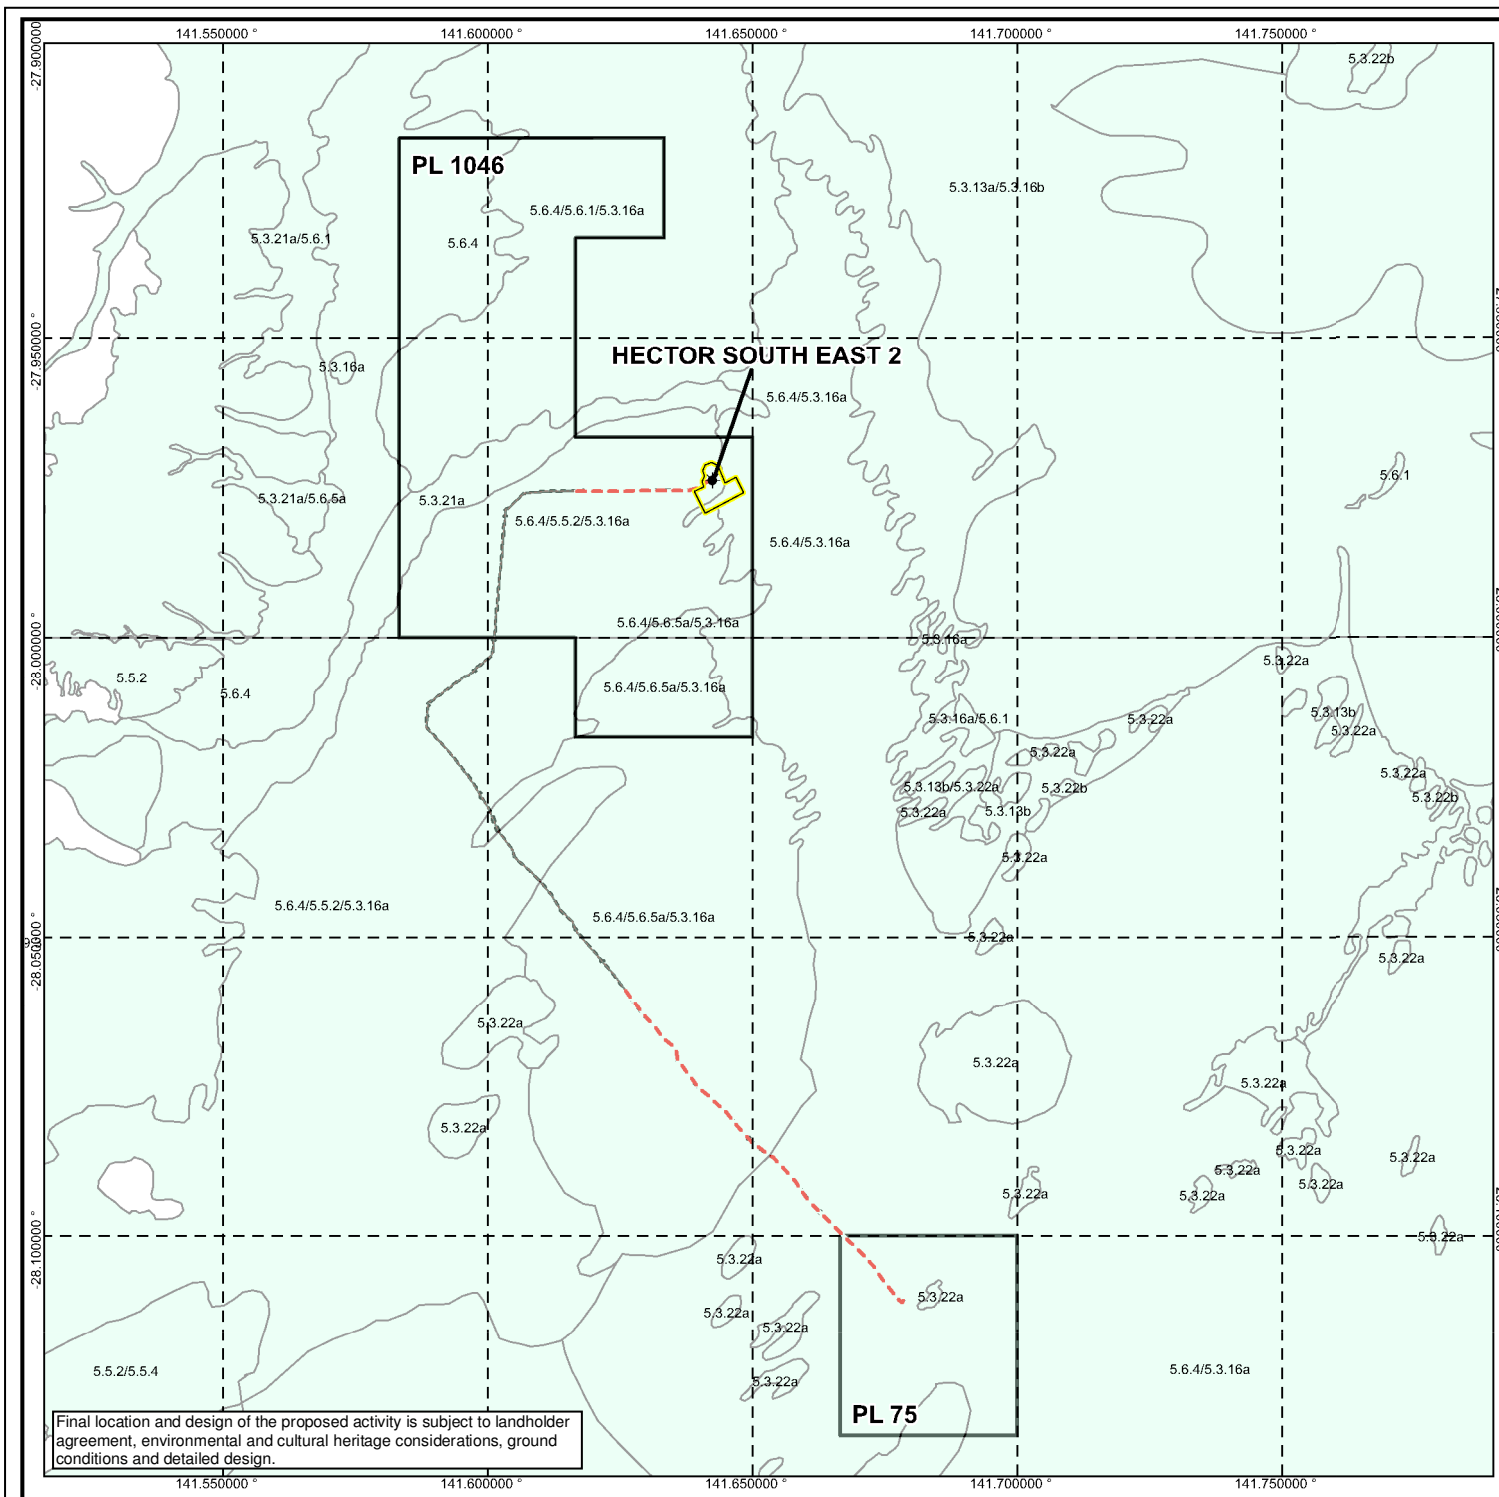 141.550000 °
141.600000 °
141.650000 °
141.700000 °
141.750000 °
-27.900000 °
5.3.22b
PL 1046
5.3.13a/5.3.16b
5.6.4/5.6.1/5.3.16a
5.3.21a/5.6.1
5.6.4
-27.950000 °
HECTOR SOUTH EAST 2
5.3.16a
5.6.4/5.3.16a
5.6.1
5.3.21a/5.6.5a
5.3.21a
5.6.4/5.5.2/5.3.16a
5.6.4/5.3.16a
5.6.4/5.6.5a/5.3.16a
-28.000000 °
5.3.16a
5.3.22a
5.5.2
5.6.4
5.6.4/5.6.5a/5.3.16a
5.3.16a/5.6.1
5.3.22a
5.3.13b
5.3.22a
5.3.22a
5.3.22a
5.3.13b/5.3.22a
5.3.22b
5.3.22b
5.3.22a
5.3.13b
5.3.22a
5.6.4/5.5.2/5.3.16a
5.6.4/5.6.5a/5.3.16a
-28.050000 °
5.3.22a
5.3.22a
5.3.22a
5.3.22a
5.3.22a
5.3.22a
5.3.22a
5.3.22a
5.3.22a
5.3.22a
5.3.22a
5.3.22a
5.3.22a
-28.100000 °
5.3.22a
5.3.22a
5.3.22a
5.3.22a
5.3.22a
5.5.2/5.5.4
5.6.4/5.3.16a
5.3.22a
PL 75
Final location and design of the proposed activity is subject to landholder
agreement, environmental and cultural heritage considerations, ground
conditions and detailed design.
141.550000 °
141.600000 °
141.650000 °
141.700000 °
141.750000 °